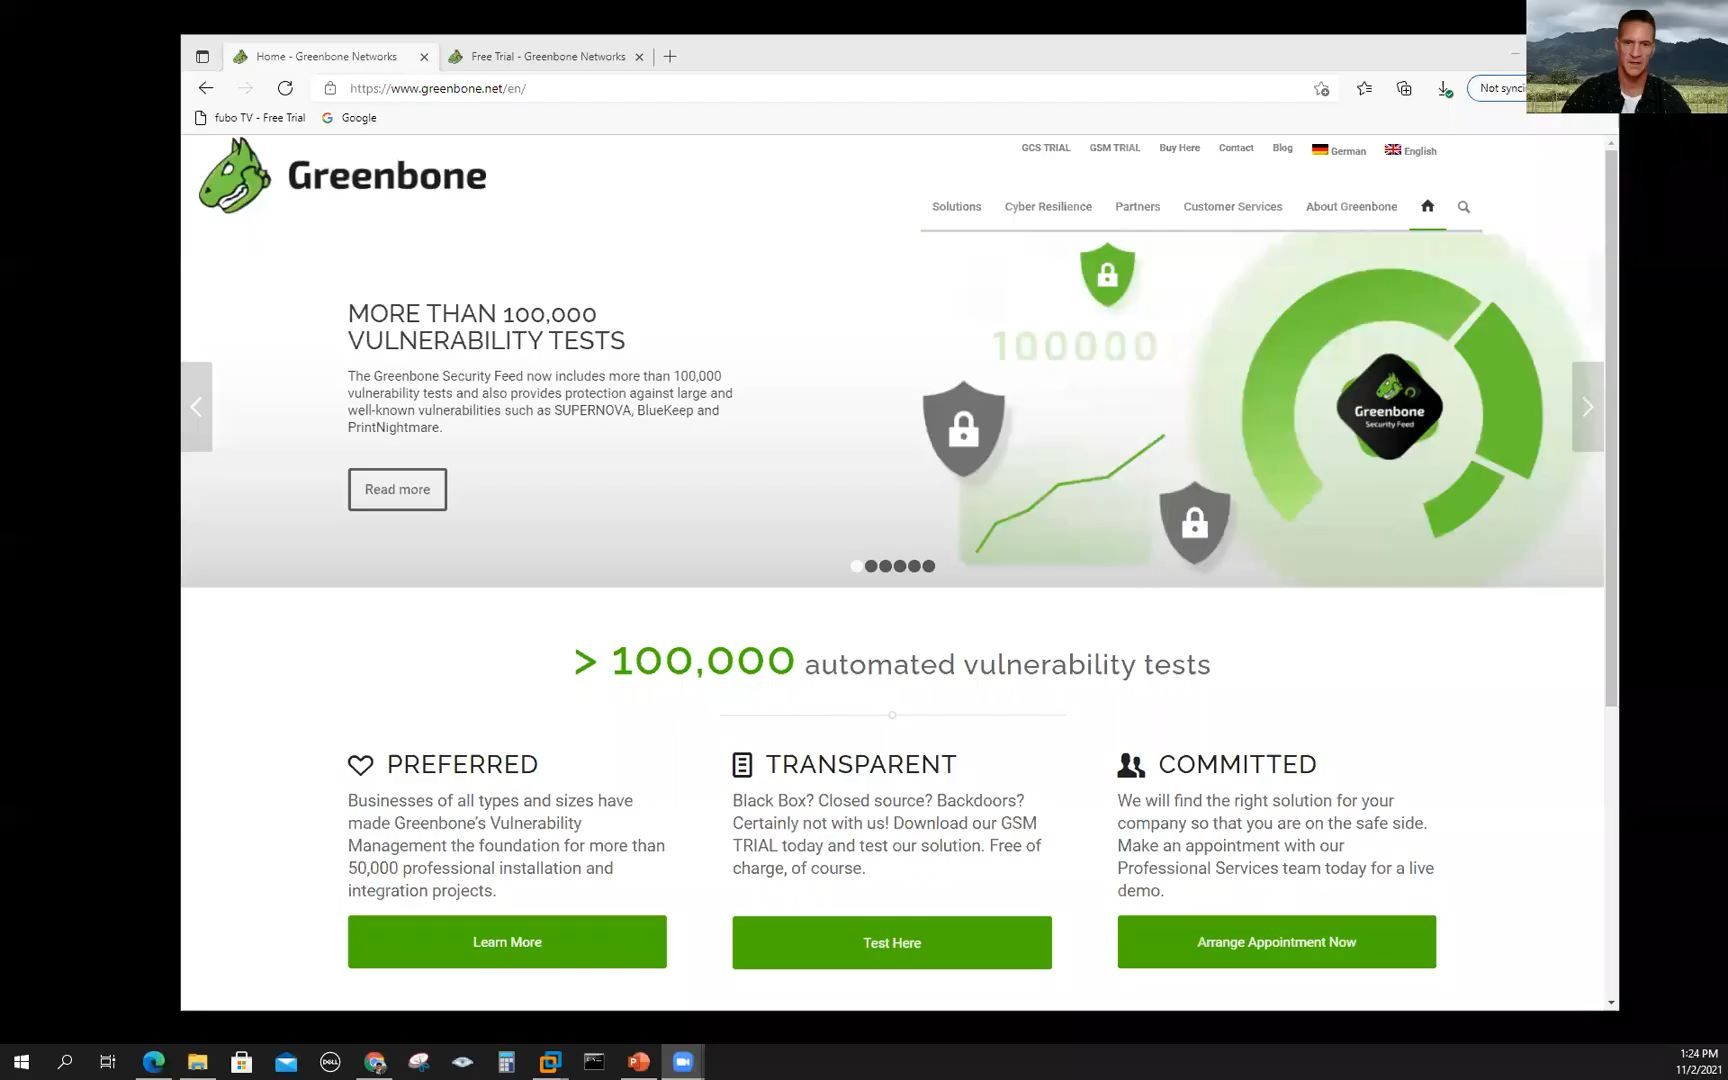 Home - Greenbone Networks
Free Trial - Greenbone Networks
https://www.greenbone.net/en/
Not synci
fubo TV - Free Trial
Google
Greenbone
GCS TRIAL
GSM TRIAL
Buy Here
Contact
Blog
German
English
Solutions
Cyber Resilience
Partners
Customer Services
About Greenbone
MORE THAN 100,000
VULNERABILITY TESTS
The Greenbone Security Feed now includes more than 100,000
vulnerability tests and also provides protection against large and
well-known vulnerabilities such as SUPERNOVA, BlueKeep and
PrintNightmare.
Read more
100000
Greenbone
Security Feed
> 100,000 automated vulnerability tests
PREFERRED
Businesses of all types and sizes have
made Greenbone's Vulnerability
Management the foundation for more than
50,000 professional installation and
integration projects.
Learn More
TRANSPARENT
Black Box? Closed source? Backdoors?
Certainly not with us! Download our GSM
TRIAL today and test our solution. Free of
charge, of course.
Test Here
COMMITTED
We will find the right solution for your
company so that you are on the safe side.
Make an appointment with our
Professional Services team today for a live
demo.
Arrange Appointment Now
DELL
1:24 PM
11/2/2021